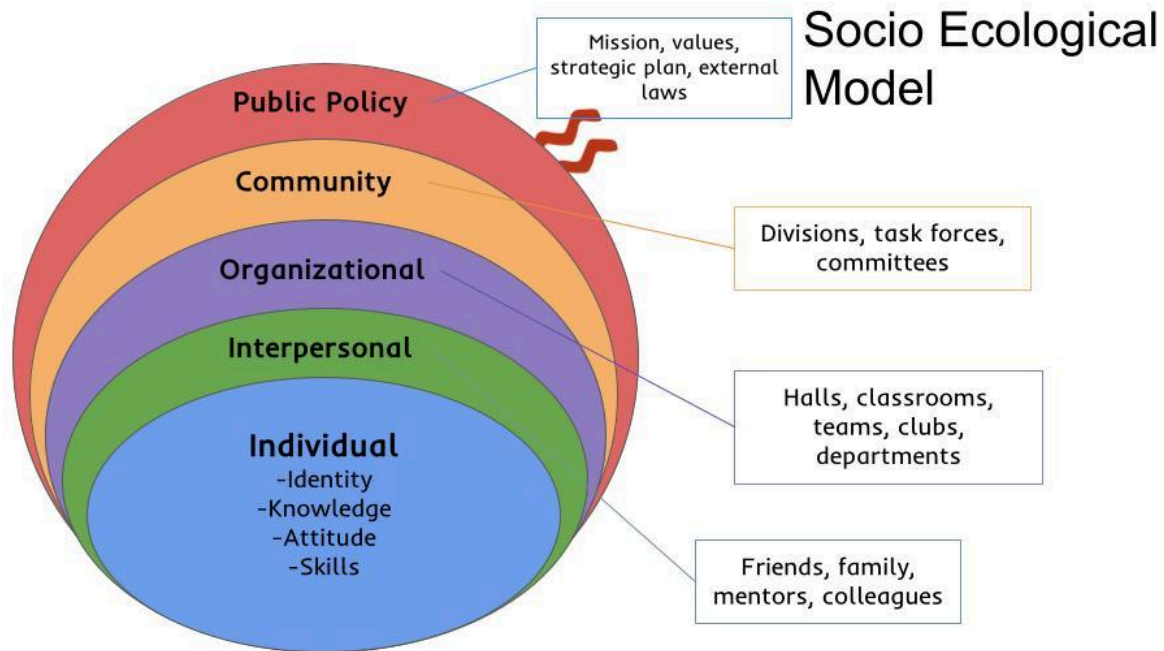 Socio Ecological
Model
Mission, values,
strategic plan, external
laws
Public Policy
Community
Divisions, task forces,
committees
Organizational
Interpersonal
Halls, classrooms,
teams, clubs,
departments
Individual
-Identity
-Knowledge
-Attitude
-Skills
Friends, family,
mentors, colleagues